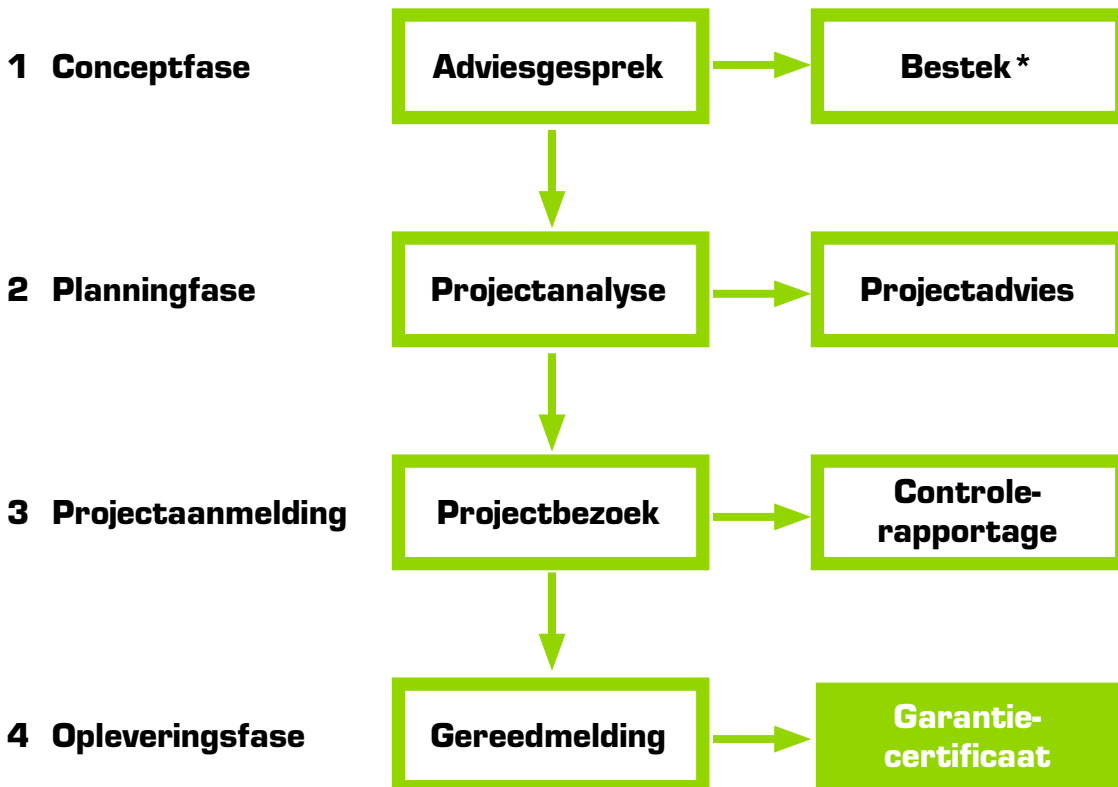 1 Conceptfase Adviesgesprek Bestek*
2 Planningfase Projectanalyse Projectadvies
3 Projectaanmelding Projectbezoek Controle-
rapportage
4 Opleveringsfase Gereedmelding Garantie-
certificaat